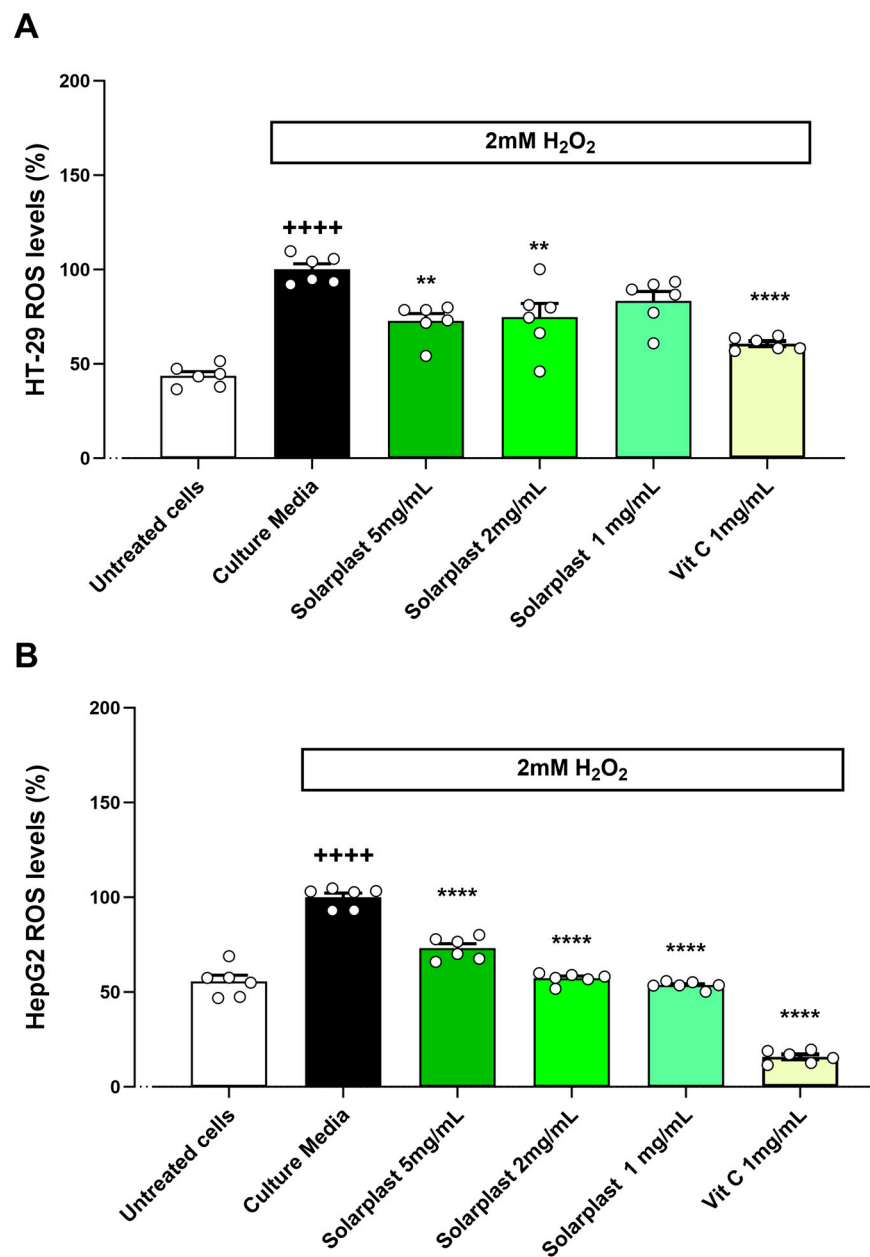 A
HT-29 ROS levels (%)
200
150
100
50
0
2mM H₂O₂
++++
**
**
****
Untreated cells
Culture Media
Solarplast 5mg/mL
Solarplast 2mg/mL
Solarplast  1 mg/mL
Vit C 1mg/mL
B
HepG2 ROS levels (%)
200
150
100
50
0
2mM H₂O₂
++++
****
****
****
****
Untreated cells
Culture Media
Solarplast 5mg/mL
Solarplast 2mg/mL
Solarplast  1 mg/mL
Vit C 1mg/mL